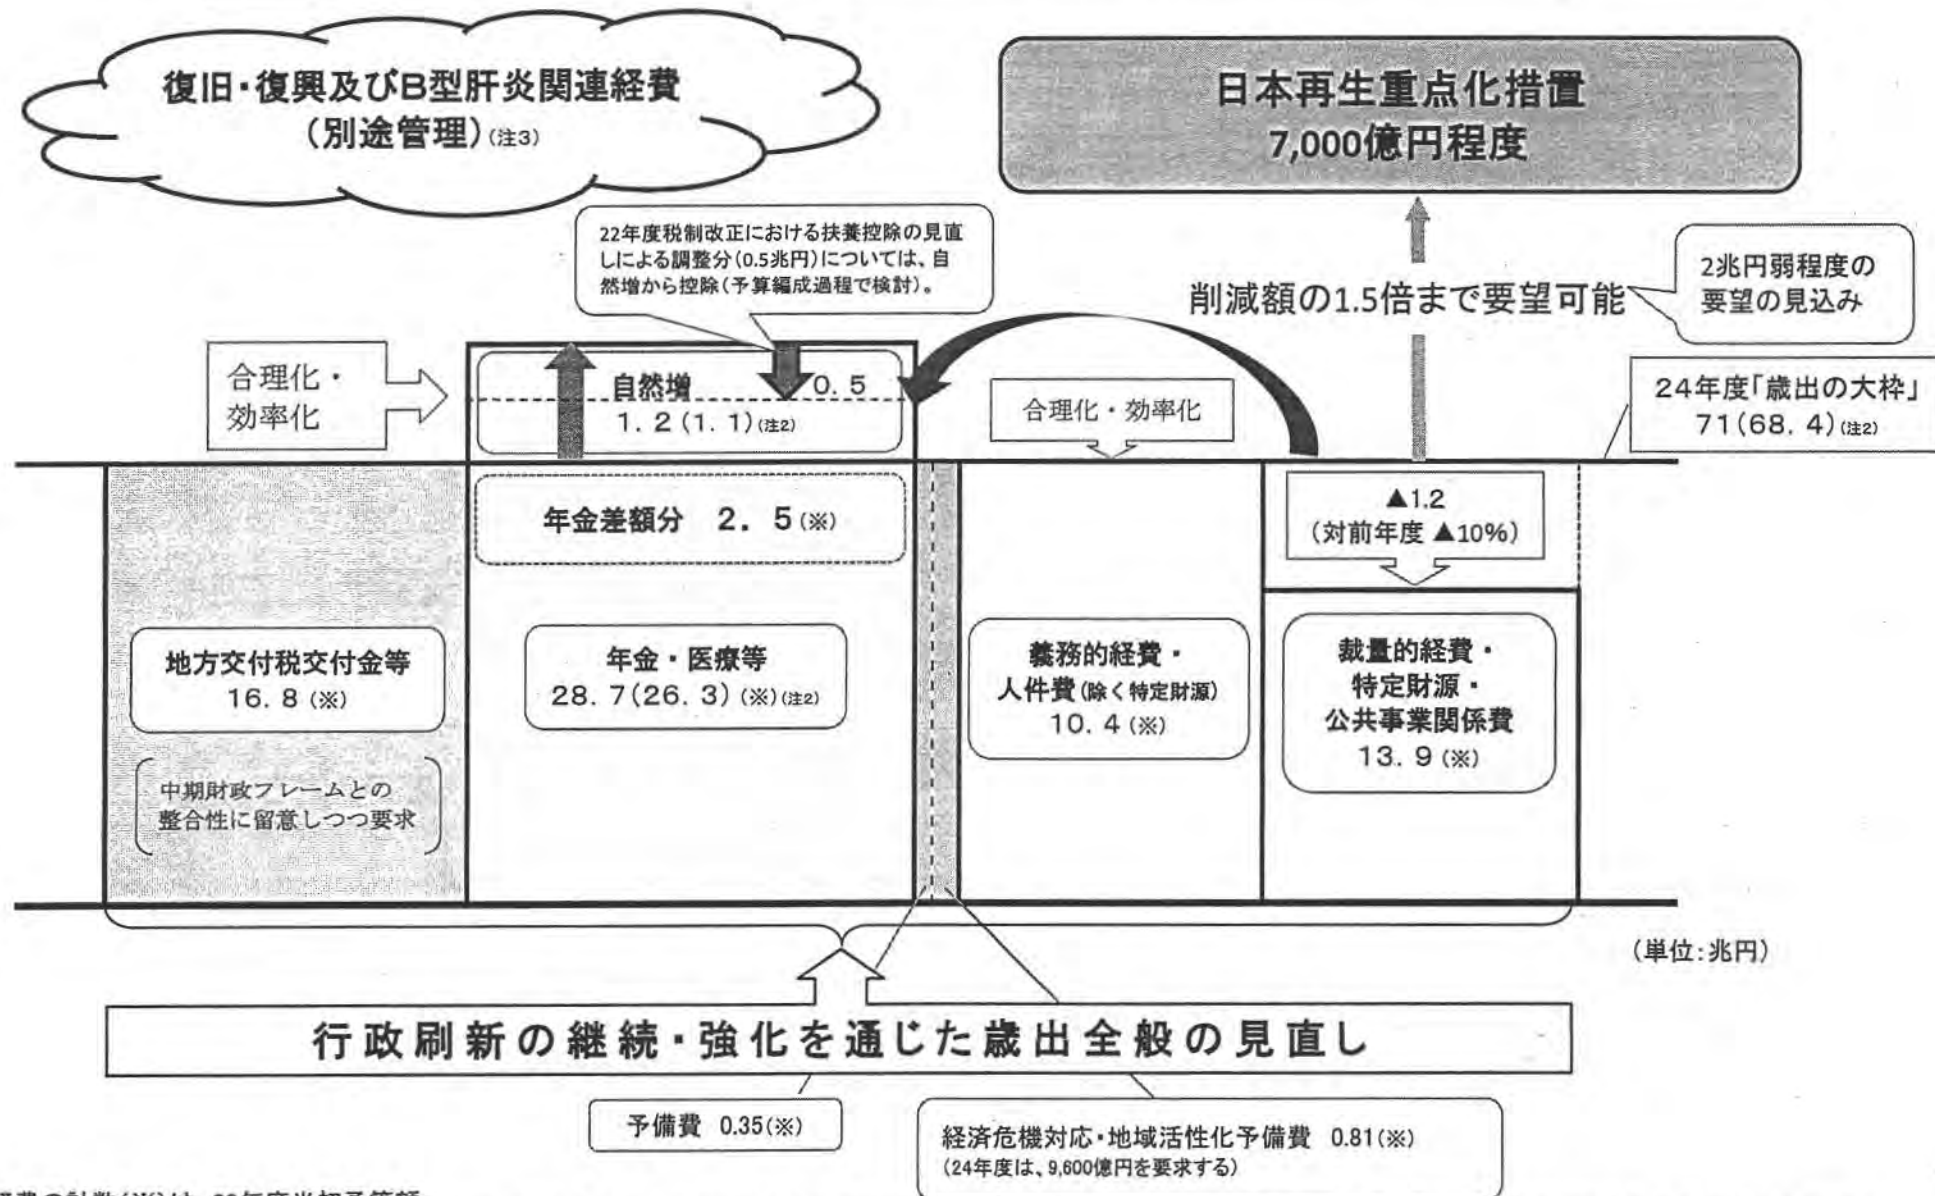 復旧・復興及びB型肝炎関連経費
(別途管理)(注3)
日本再生重点化措置
7,000億円程度
22年度税制改正における扶養控除の見直
しによる調整分(0.5兆円)については、自
然増から控除(予算編成過程で検討)。
削減額の1.5倍まで要望可能
2兆円弱程度の
要望の見込み
合理化・
効率化
自然増 0.5
1.2(1.1)(注2)
合理化・効率化
24年度「歳出の大枠」
71(68.4)(注2)
年金差額分 2.5(※)
▲1.2
(対前年度 ▲10%)
地方交付税交付金等
16.8(※)
中期財政フレームとの
整合性に留意しつつ要求
年金・医療等
28.7(26.3)(※)(注2)
義務的経費・
人件費(除く特定財源)
10.4(※)
裁量的経費・
特定財源・
公共事業関係費
13.9(※)
(単位:兆円)
行政刷新の継続・強化を通じた歳出全般の見直し
予備費 0.35(※)
経済危機対応・地域活性化予備費 0.81(※)
(24年度は、9,600億円を要求する)